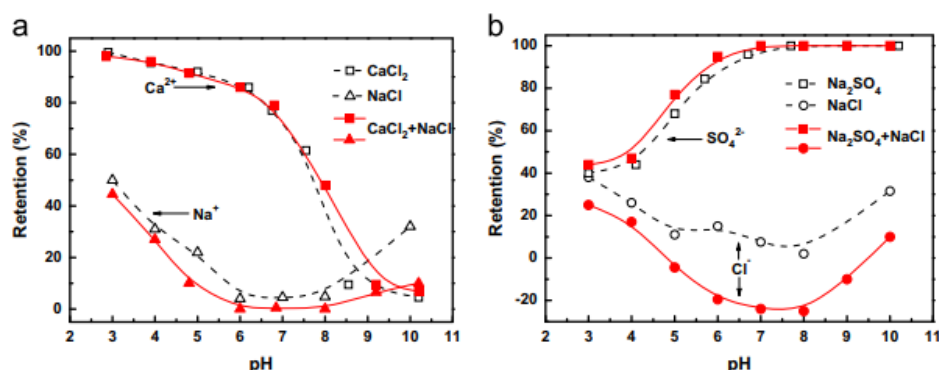 a
Retention (%)
100
80
60
40
20
0
2 3 4 5 6 7 8 9 10 11
pH
Ca²⁺
Na⁺
CaCl₂
NaCl
CaCl₂+NaCl
b
Retention (%)
100
80
60
40
20
0
-20
2 3 4 5 6 7 8 9 10 11
pH
SO₄²⁻
Cl⁻
Na₂SO₄
NaCl
Na₂SO₄+NaCl